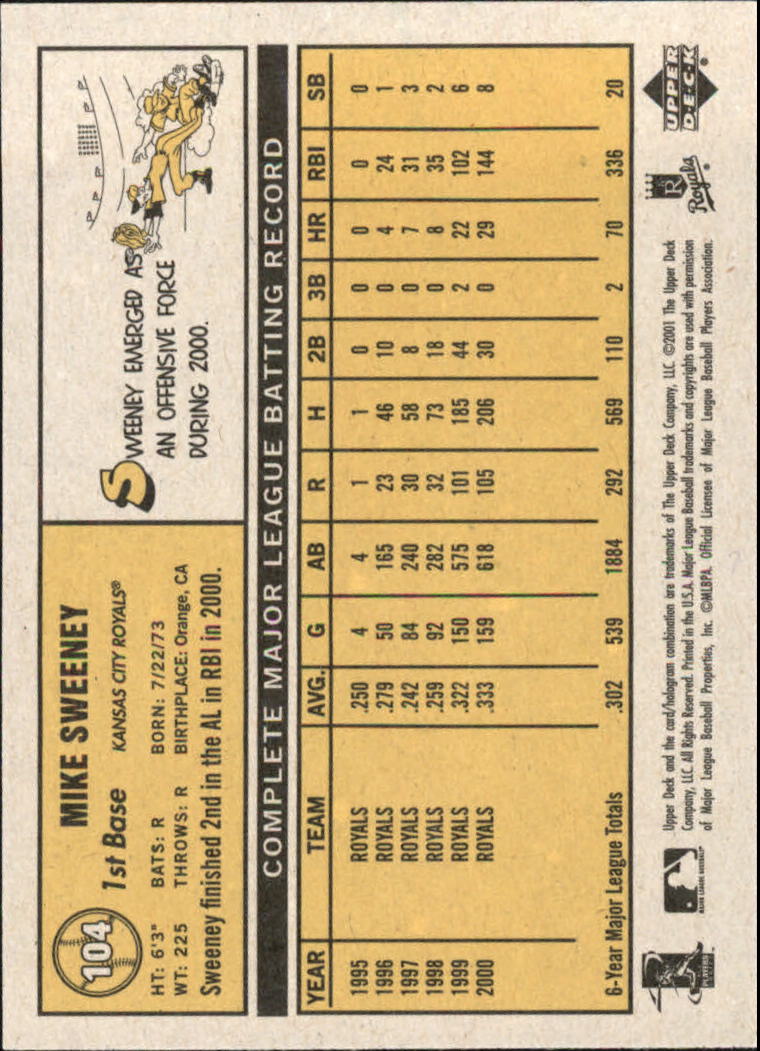 104
MIKE SWEENEY
1st Base KANSAS CITY ROYALS®
HT: 6'3" BATS: R BORN: 7/22/73
WT: 225 THROWS: R BIRTHPLACE: Orange, CA
Sweeney finished 2nd in the AL in RBI in 2000.
SWEENEY EMERGED AS
AN OFFENSIVE FORCE
DURING 2000.
COMPLETE MAJOR LEAGUE BATTING RECORD
YEAR TEAM AVG. G AB R H 2B 3B HR RBI SB
1995 ROYALS .250 4 4 1 1 0 0 0 0 0
1996 ROYALS .279 50 165 23 46 10 0 4 24 1
1997 ROYALS .242 84 240 30 58 8 0 7 31 3
1998 ROYALS .259 92 282 32 73 18 0 8 35 2
1999 ROYALS .322 150 575 101 185 44 2 22 102 6
2000 ROYALS .333 159 618 105 206 30 0 29 144 8
6-Year Major League Totals .302 539 1884 292 569 110 2 70 336 20
PLAYERS
MAJOR LEAGUE BASEBALL
Upper Deck and the card/hologram combination are trademarks of The Upper Deck Company, LLC. ©2001 The Upper Deck
Company, LLC. All Rights Reserved. Printed in the U.S.A. Major League Baseball trademarks and copyrights are used with permission
of Major League Baseball Properties, Inc. ©MLBPA. Official Licensee of Major League Baseball Players Association.
R
Royals®
UPPER
DECK®